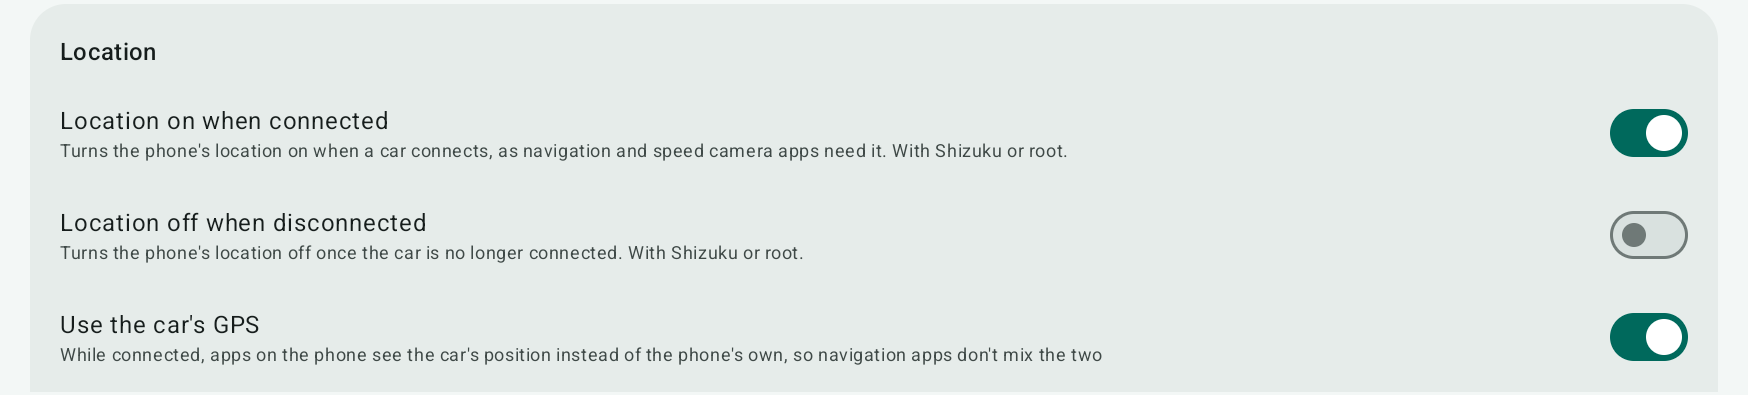 Location
Location on when connected
Turns the phone's location on when a car connects, as navigation and speed camera apps need it. With Shizuku or root.
Location off when disconnected
Turns the phone's location off once the car is no longer connected. With Shizuku or root.
Use the car's GPS
While connected, apps on the phone see the car's position instead of the phone's own, so navigation apps don't mix the two